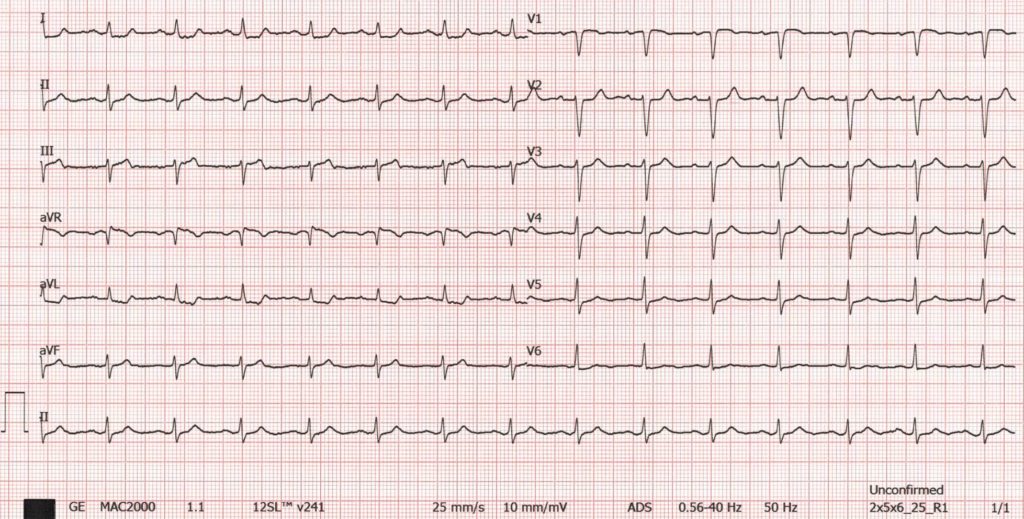 I V1
II V2
III V3
aVR V4
aVL V5
aVF V6
II
Unconfirmed
GE MAC2000 1.1 12SL™ v241 25 mm/s 10 mm/mV ADS 0.56-40 Hz 50 Hz 2x5x6_25_R1 1/1